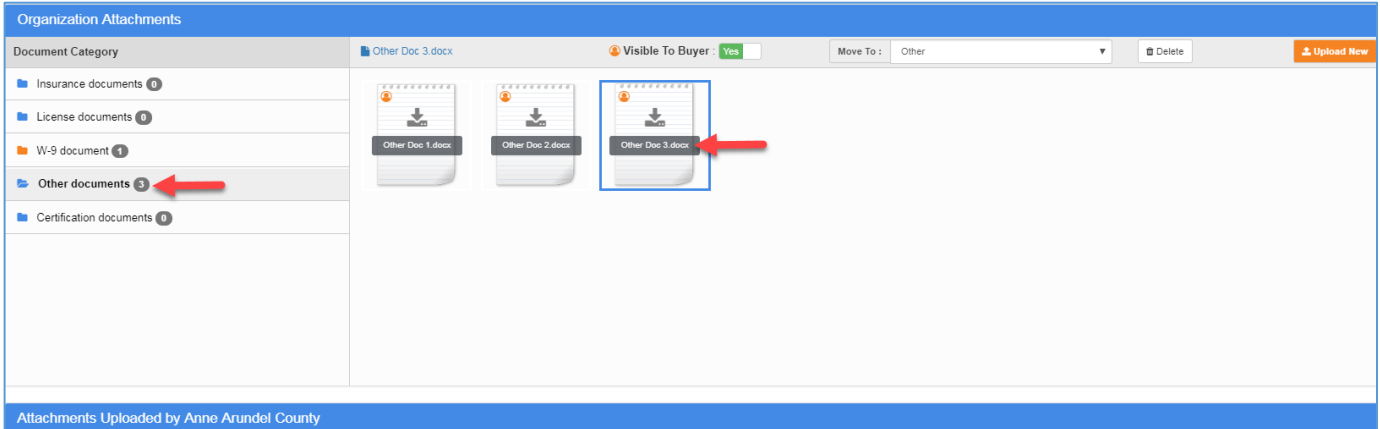 Organization Attachments
Document Category
Other Doc 3.docx
Visible To Buyer : Yes
Move To : Other
Delete
Upload New
Insurance documents 0
License documents 0
W-9 document 1
Other documents 3
Certification documents 0
Other Doc 1.docx
Other Doc 2.docx
Other Doc 3.docx
Attachments Uploaded by Anne Arundel County